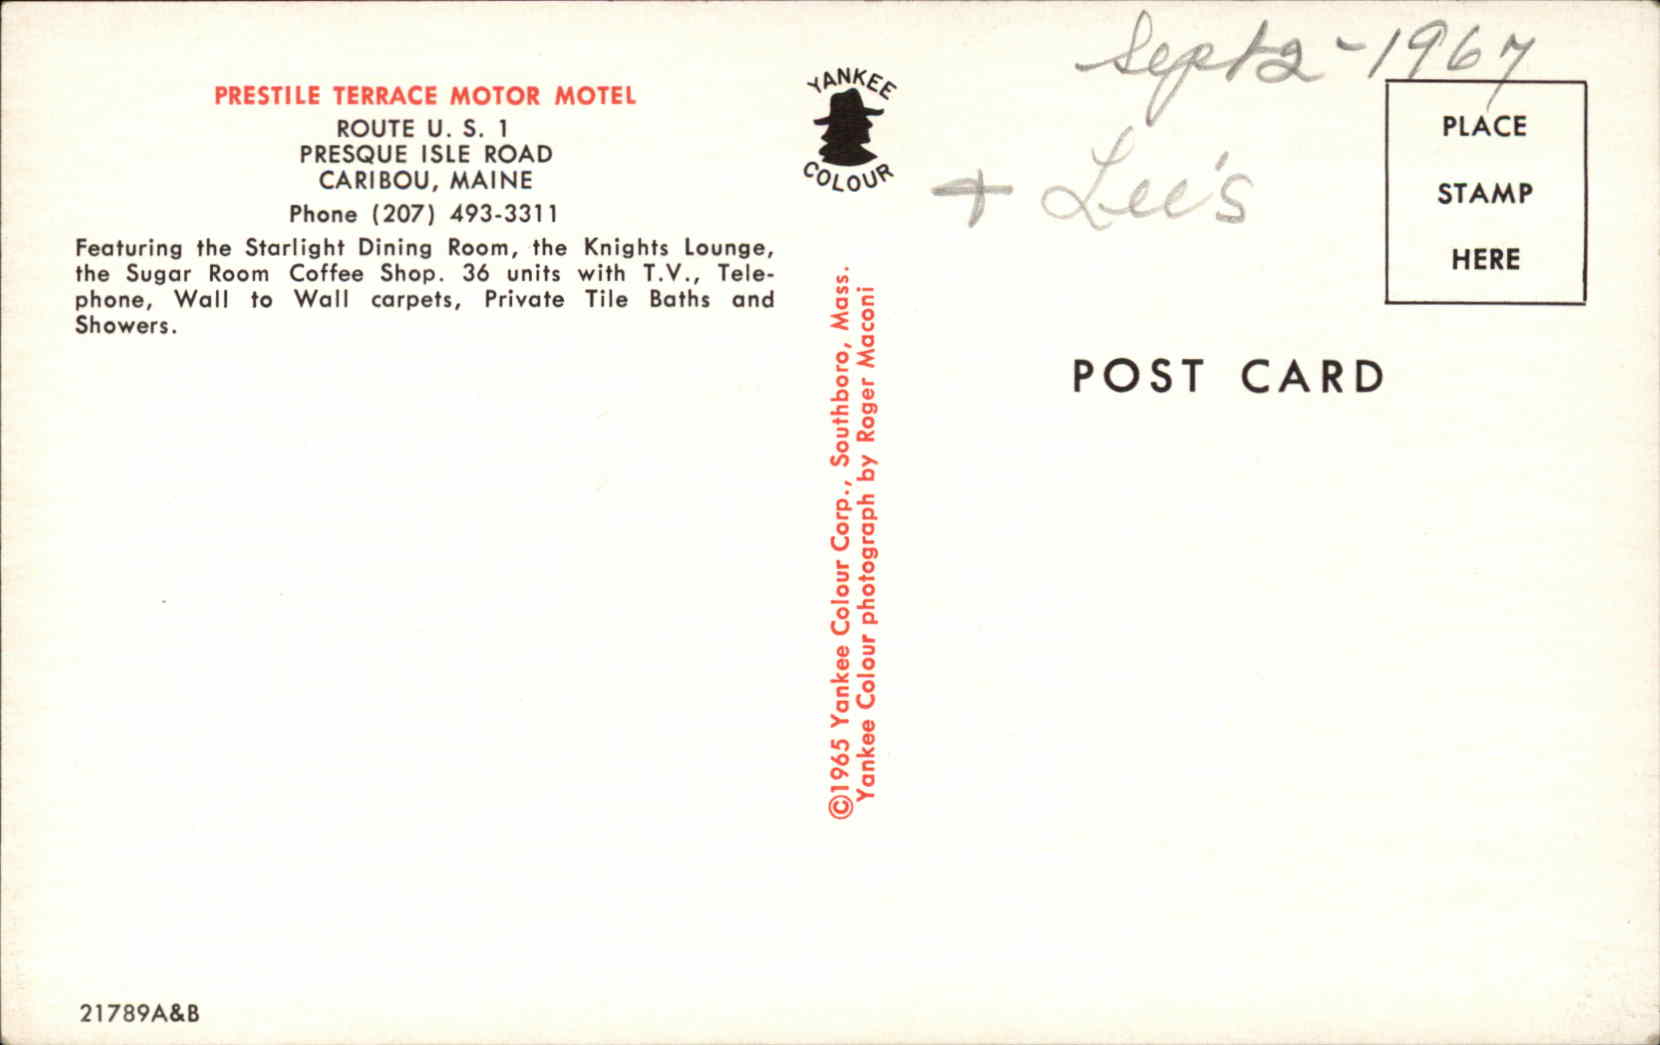 PRESTILE TERRACE MOTOR MOTEL
ROUTE U. S. 1
PRESQUE ISLE ROAD
CARIBOU, MAINE
Phone (207) 493-3311
Featuring the Starlight Dining Room, the Knights Lounge,
the Sugar Room Coffee Shop. 36 units with T.V., Tele-
phone, Wall to Wall carpets, Private Tile Baths and
Showers.
21789A&B
YANKEE
COLOUR
©1965 Yankee Colour Corp., Southboro, Mass.
Yankee Colour photograph by Roger Maconi
Sept 2 - 1967
+ Lee's
PLACE
STAMP
HERE
POST CARD